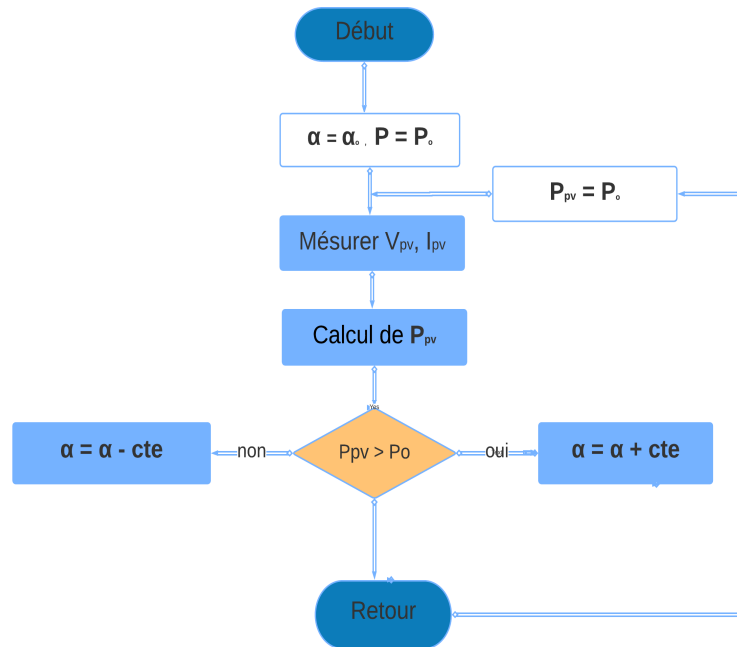 Début
α = α₀ , P = P₀
Ppv = P₀
Mésurer Vpv, Ipv
Calcul de Ppv
α = α - cte
non
Ppv > Po
oui
α = α + cte
Retour